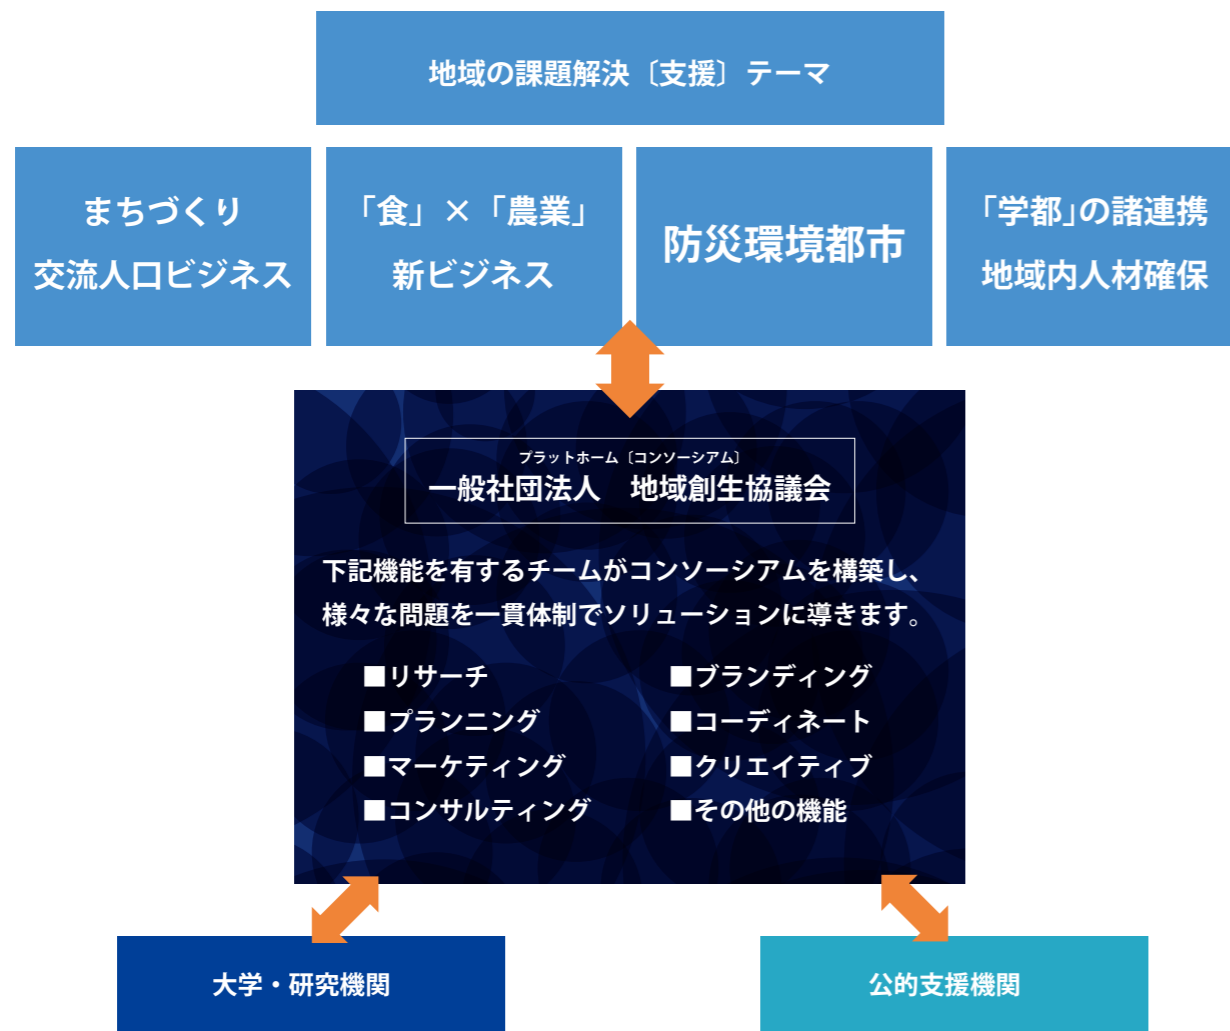 地域の課題解決〔支援〕テーマ
まちづくり
交流人口ビジネス
「食」×「農業」
新ビジネス
防災環境都市
「学都」の諸連携
地域内人材確保
プラットホーム〔コンソーシアム〕
一般社団法人　地域創生協議会
下記機能を有するチームがコンソーシアムを構築し、
様々な問題を一貫体制でソリューションに導きます。
■リサーチ
■プランニング
■マーケティング
■コンサルティング
■ブランディング
■コーディネート
■クリエイティブ
■その他の機能
大学・研究機関
公的支援機関